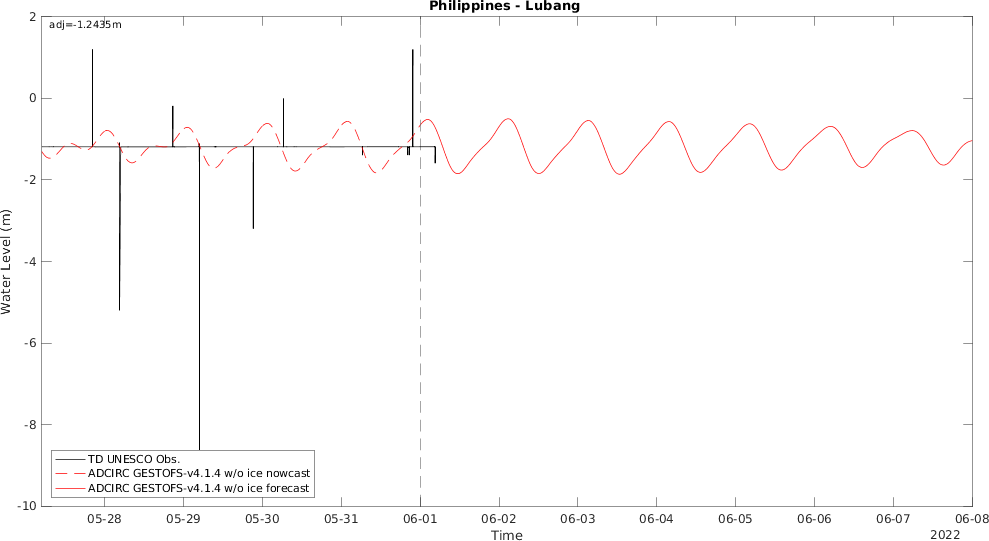 Philippines - Lubang
adj=-1.2435m
2
0
-2
-4
-6
-8
-10
Water Level (m)
TD UNESCO Obs.
ADCIRC GESTOFS-v4.1.4 w/o ice nowcast
ADCIRC GESTOFS-v4.1.4 w/o ice forecast
05-28 05-29 05-30 05-31 06-01 06-02 06-03 06-04 06-05 06-06 06-07 06-08
Time
2022